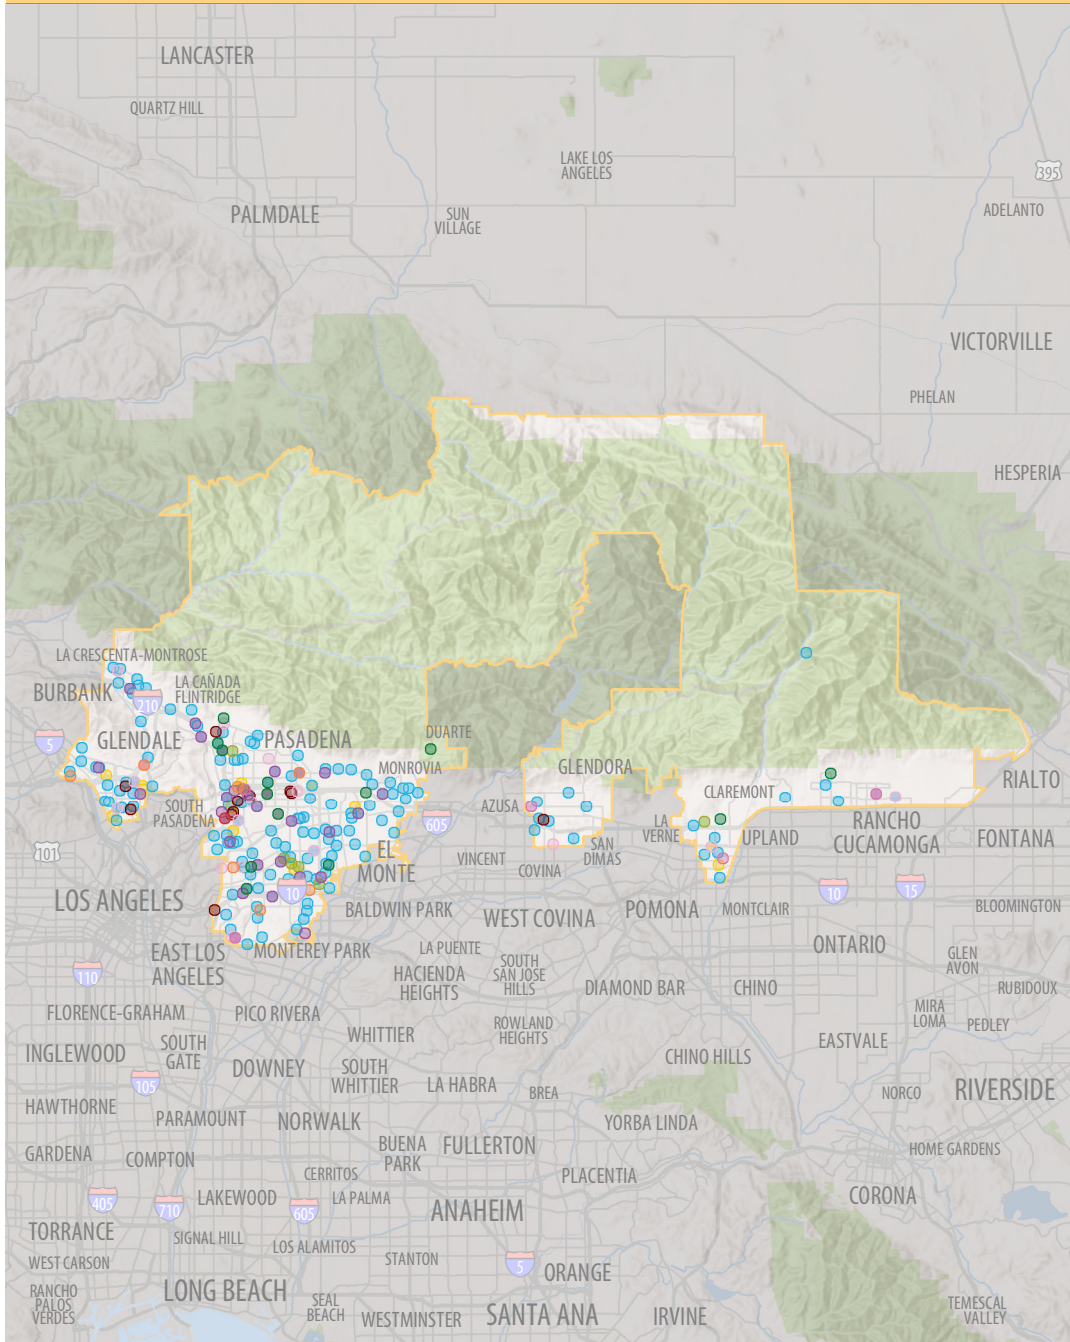 LANCASTER
QUARTZ HILL
LAKE LOS
ANGELES
395
PALMDALE
SUN
VILLAGE
ADELANTO
VICTORVILLE
PHELAN
HESPERIA
LA CRESCENTA-MONTROSE
BURBANK
LA CAÑADA
FLINTRIDGE
210
5
GLENDALE
PASADENA
DUARTE
MONROVIA
GLENDORA
RIALTO
CLAREMONT
AZUSA
SOUTH
PASADENA
605
LA
VERNE
UPLAND
RANCHO
CUCAMONGA
FONTANA
101
EL
MONTE
VINCENT
SAN
DIMAS
COVINA
LOS ANGELES
10
BALDWIN PARK
WEST COVINA
POMONA
MONTCLAIR
10
15
BLOOMINGTON
EAST LOS
ANGELES
MONTEREY PARK
LA PUENTE
ONTARIO
GLEN
AVON
110
HACIENDA
HEIGHTS
SOUTH
SAN JOSE
HILLS
DIAMOND BAR
CHINO
RUBIDOUX
FLORENCE-GRAHAM
PICO RIVERA
MIRA
LOMA
PEDLEY
WHITTIER
ROWLAND
HEIGHTS
EASTVALE
INGLEWOOD
SOUTH
GATE
DOWNEY
SOUTH
WHITTIER
LA HABRA
CHINO HILLS
105
BREA
NORCO
RIVERSIDE
HAWTHORNE
PARAMOUNT
NORWALK
YORBA LINDA
GARDENA
COMPTON
BUENA
PARK
FULLERTON
HOME GARDENS
CERRITOS
PLACENTIA
405
710
LAKEWOOD
605
LA PALMA
ANAHEIM
CORONA
TORRANCE
SIGNAL HILL
LOS ALAMITOS
WEST CARSON
STANTON
5
ORANGE
RANCHO
PALOS
VERDES
LONG BEACH
SEAL
BEACH
WESTMINSTER
SANTA ANA
IRVINE
TEMESCAL
VALLEY